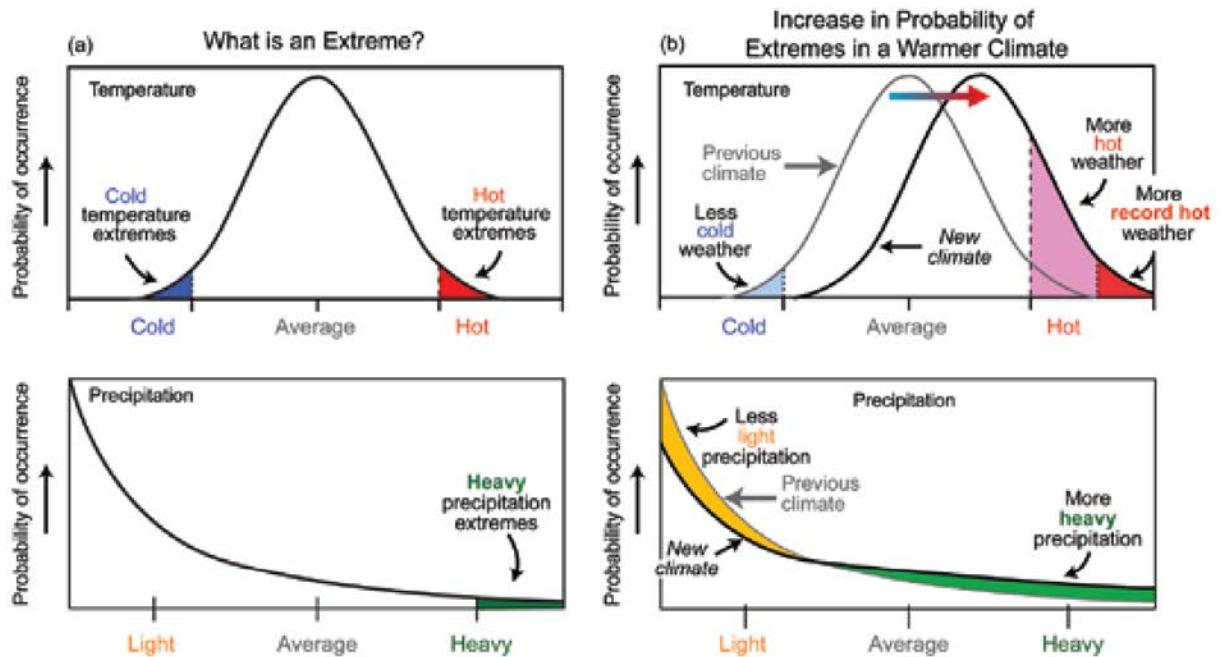 (a)
What is an Extreme?
Temperature
Probability of occurrence
Cold
temperature
extremes
Hot
temperature
extremes
Cold
Average
Hot
(b)
Increase in Probability of
Extremes in a Warmer Climate
Temperature
Probability of occurrence
Previous
climate
Less
cold
weather
New
climate
More
hot
weather
More
record hot
weather
Cold
Average
Hot
Precipitation
Probability of occurrence
Heavy
precipitation
extremes
Light
Average
Heavy
Precipitation
Probability of occurrence
Less
light
precipitation
Previous
climate
New
climate
More
heavy
precipitation
Light
Average
Heavy